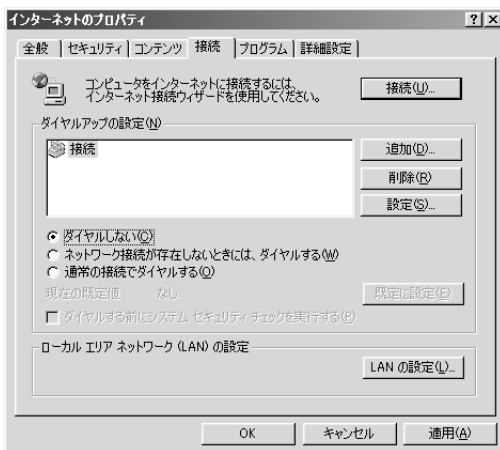 インターネットのプロパティ
全般 セキュリティ コンテンツ 接続 プログラム 詳細設定
コンピュータをインターネットに接続するには、
インターネット接続ウィザードを使用してください。
接続(U)...
ダイヤルアップの設定(N)
接続
追加(D)...
削除(R)
設定(S)...
ダイヤルしない(C)
ネットワーク接続が存在しないときには、ダイヤルする(W)
通常の接続でダイヤルする(O)
現在の既定値： なし
既定に設定(E)
ダイヤルする前にシステム セキュリティ チェックを実行する(P)
ローカル エリア ネットワーク (LAN) の設定
LAN の設定(L)...
OK キャンセル 適用(A)